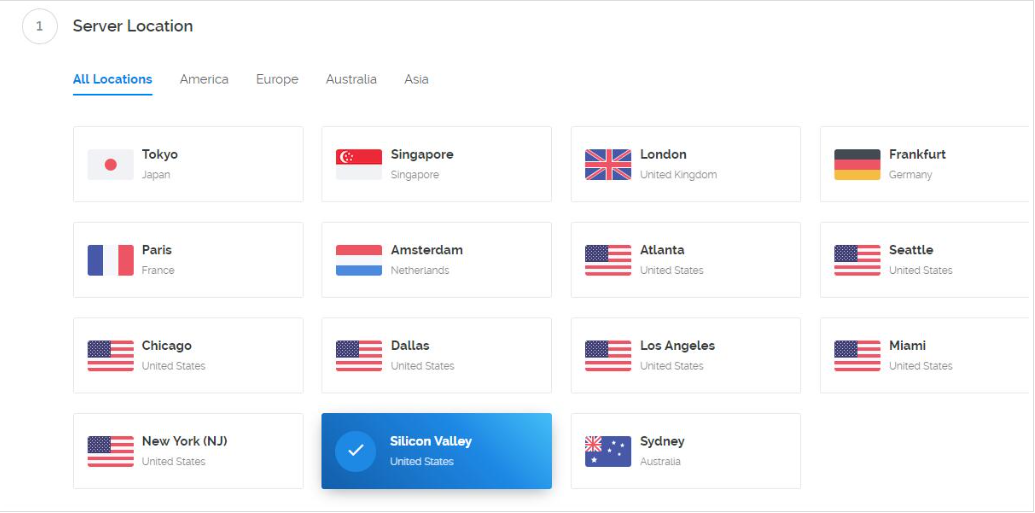 1 Server Location
All Locations America Europe Australia Asia
Tokyo
Japan
Singapore
Singapore
London
United Kingdom
Frankfurt
Germany
Paris
France
Amsterdam
Netherlands
Atlanta
United States
Seattle
United States
Chicago
United States
Dallas
United States
Los Angeles
United States
Miami
United States
New York (NJ)
United States
Silicon Valley
United States
Sydney
Australia